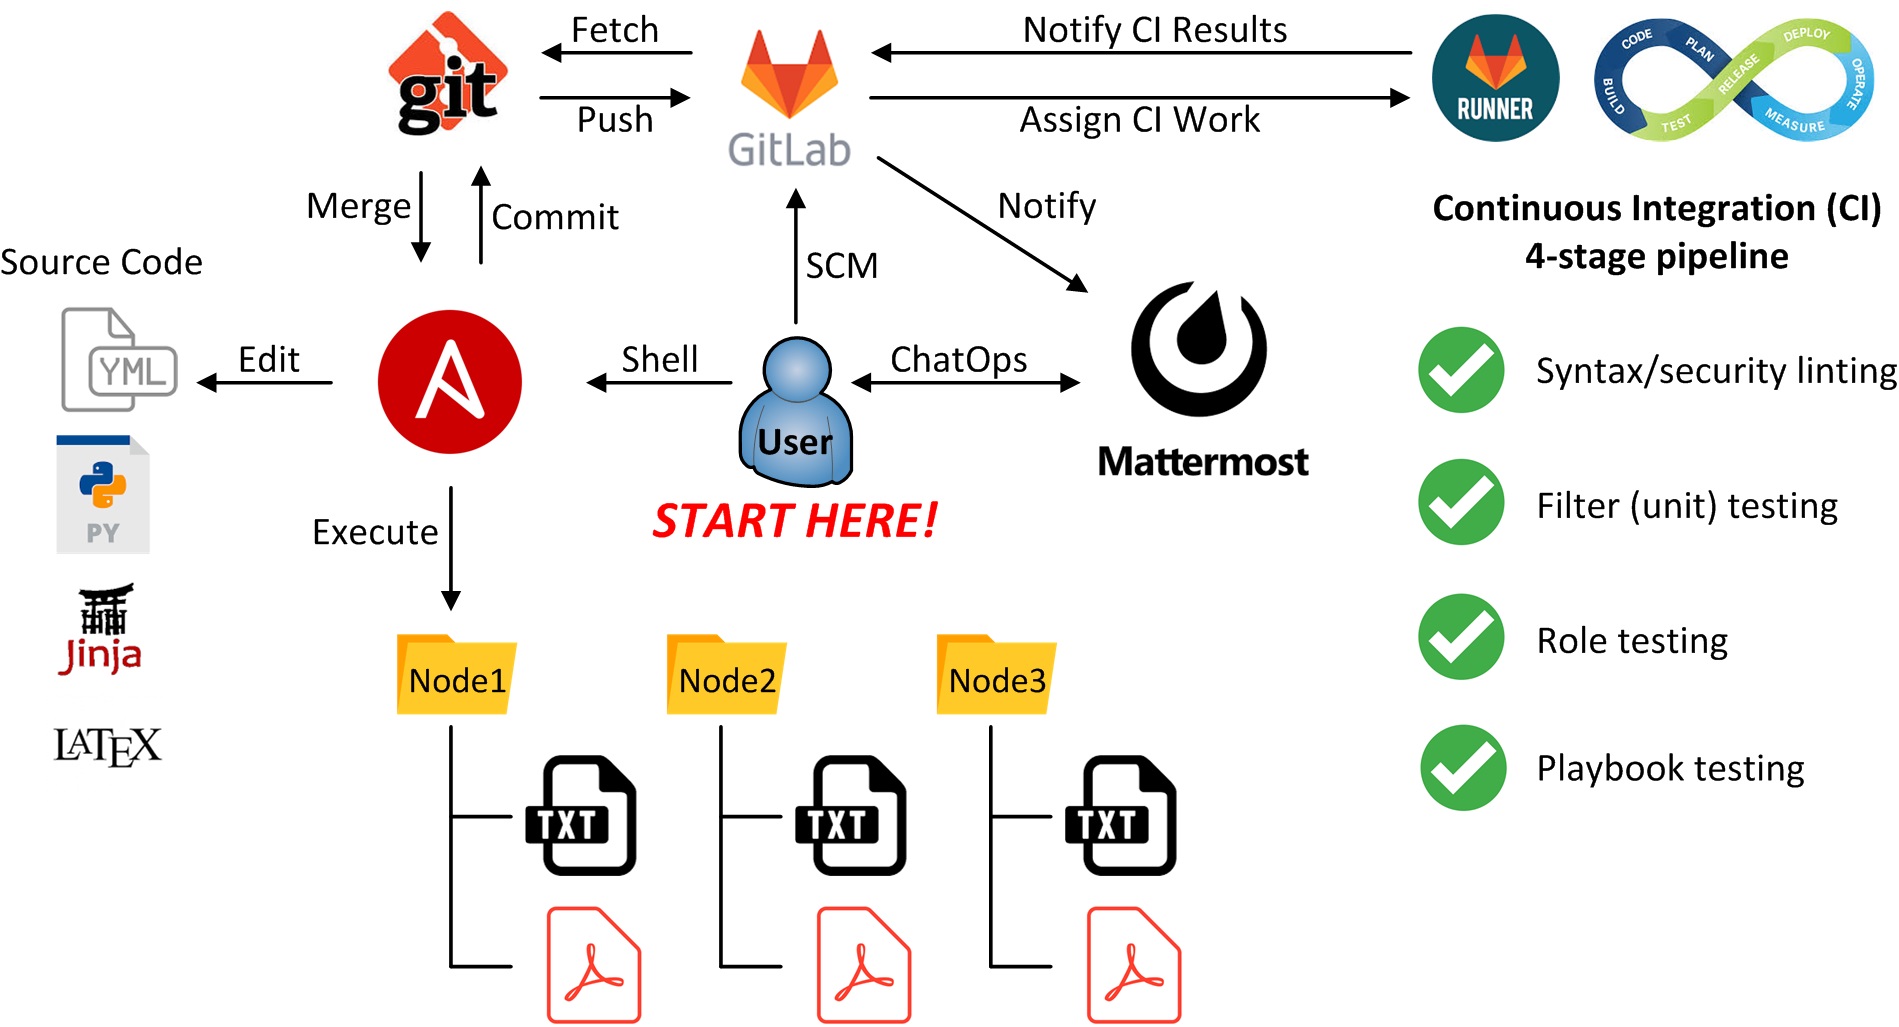 Fetch
Notify CI Results
git
Push
GitLab
Assign CI Work
RUNNER
CODE
PLAN
DEPLOY
RELEASE
OPERATE
BUILD
TEST
MEASURE
Merge
Commit
SCM
Notify
Continuous Integration (CI)
4-stage pipeline
Source Code
YML
Edit
Shell
ChatOps
User
Mattermost
START HERE!
Syntax/security linting
Filter (unit) testing
Role testing
Playbook testing
PY
Execute
Jinja
LATEX
Node1
Node2
Node3
TXT
TXT
TXT